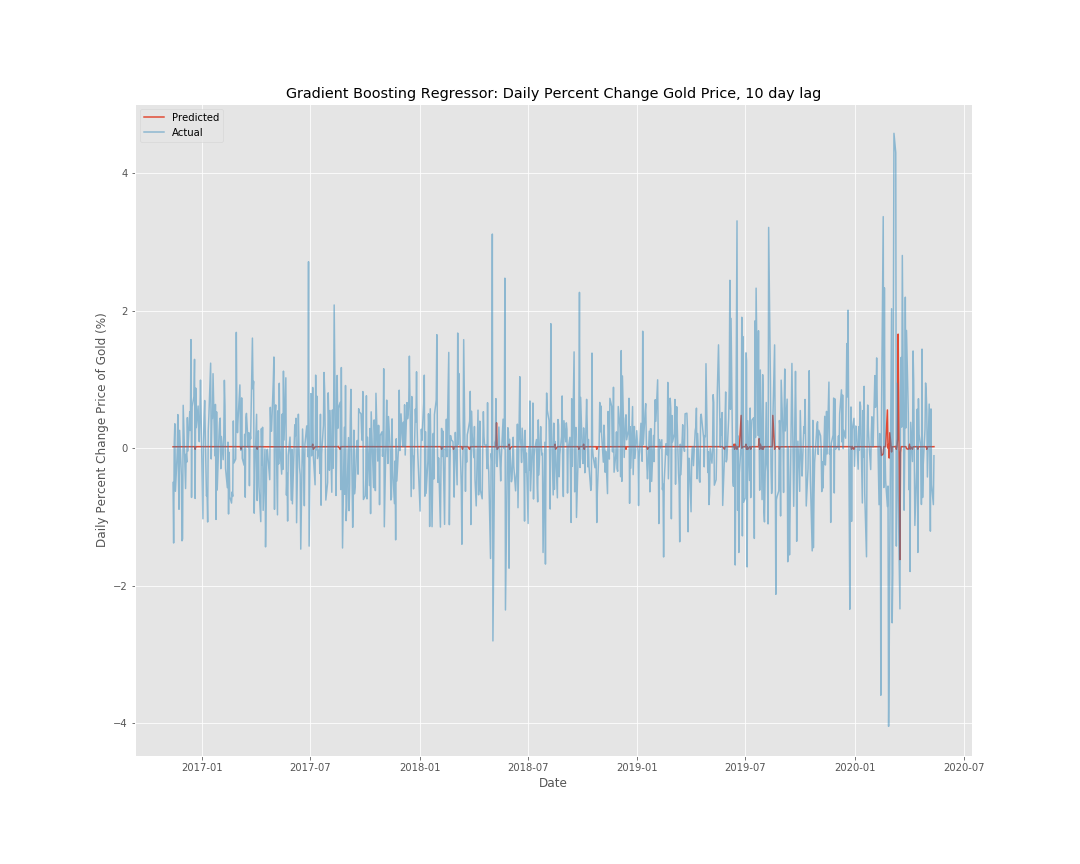 Gradient Boosting Regressor: Daily Percent Change Gold Price, 10 day lag
Predicted
Actual
Daily Percent Change Price of Gold (%)
4
2
0
−2
−4
2017-01
2017-07
2018-01
2018-07
2019-01
2019-07
2020-01
2020-07
Date